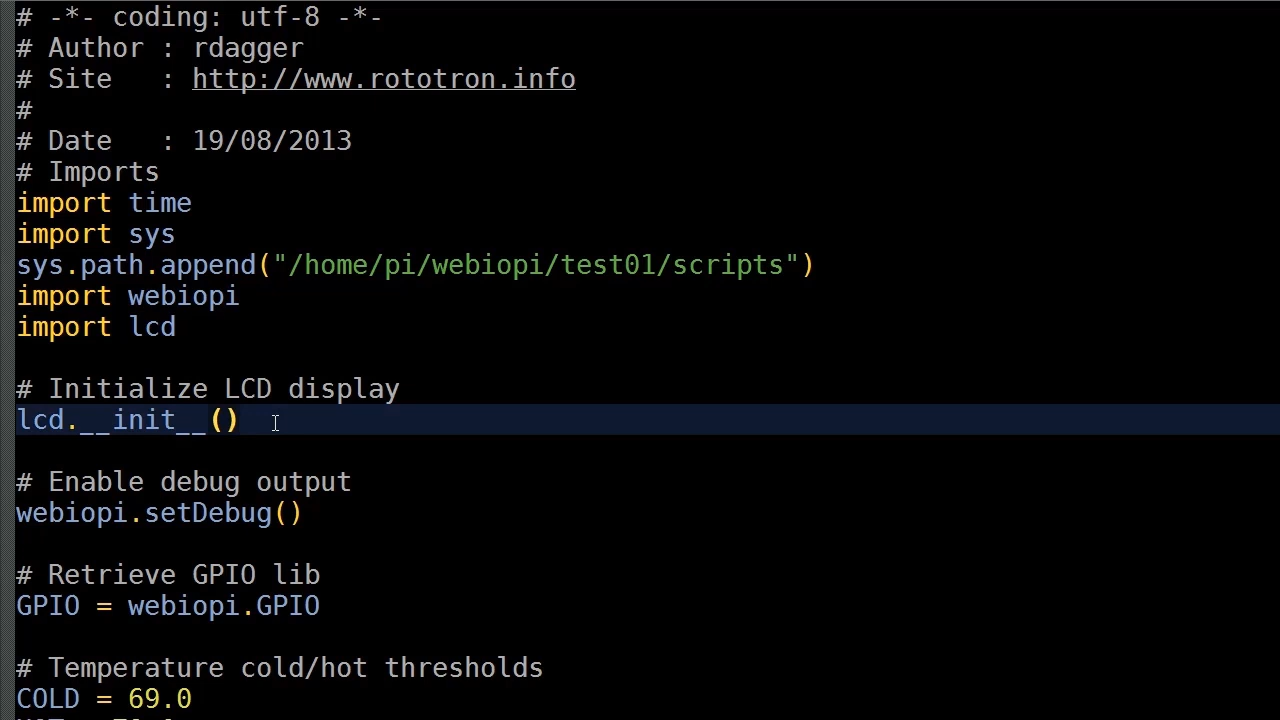 # -*- coding: utf-8 -*-
# Author : rdagger
# Site   : http://www.rototron.info
#
# Date   : 19/08/2013
# Imports
import time
import sys
sys.path.append("/home/pi/webiopi/test01/scripts")
import webiopi
import lcd
# Initialize LCD display
lcd.__init__()
# Enable debug output
webiopi.setDebug()
# Retrieve GPIO lib
GPIO = webiopi.GPIO
# Temperature cold/hot thresholds
COLD = 69.0